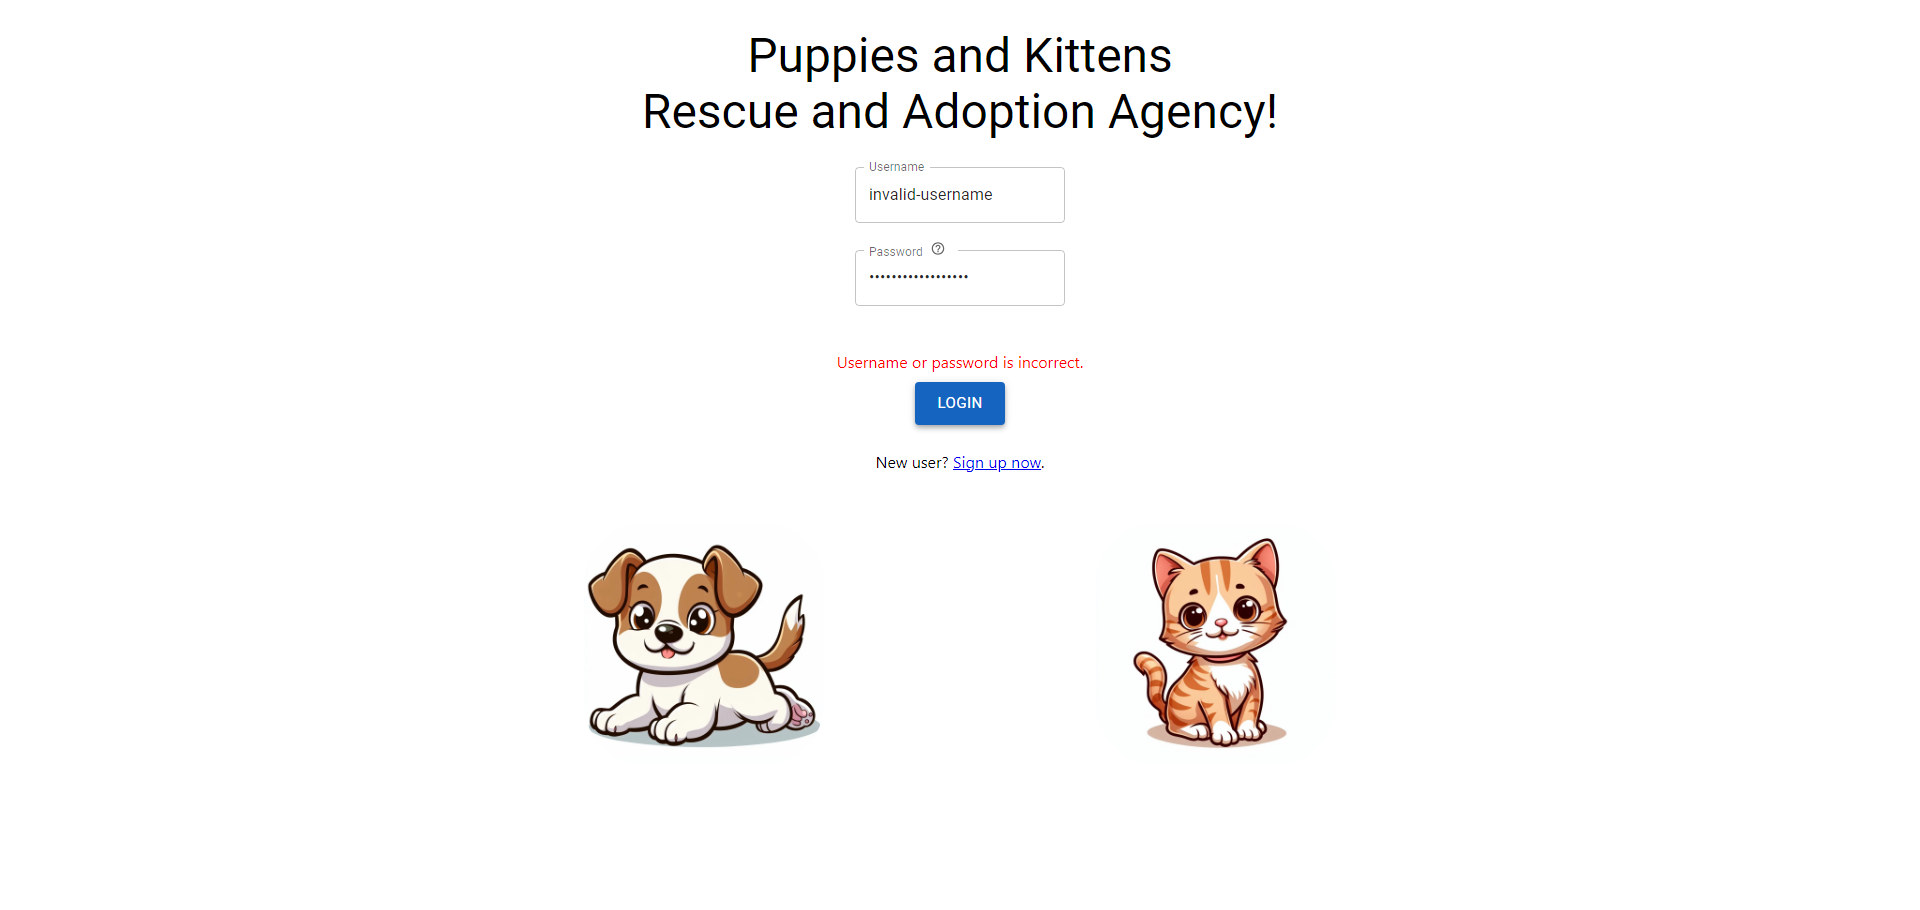 Puppies and Kittens
Rescue and Adoption Agency!
Username
invalid-username
Password
••••••••••••••••••
Username or password is incorrect.
LOGIN
New user? Sign up now.